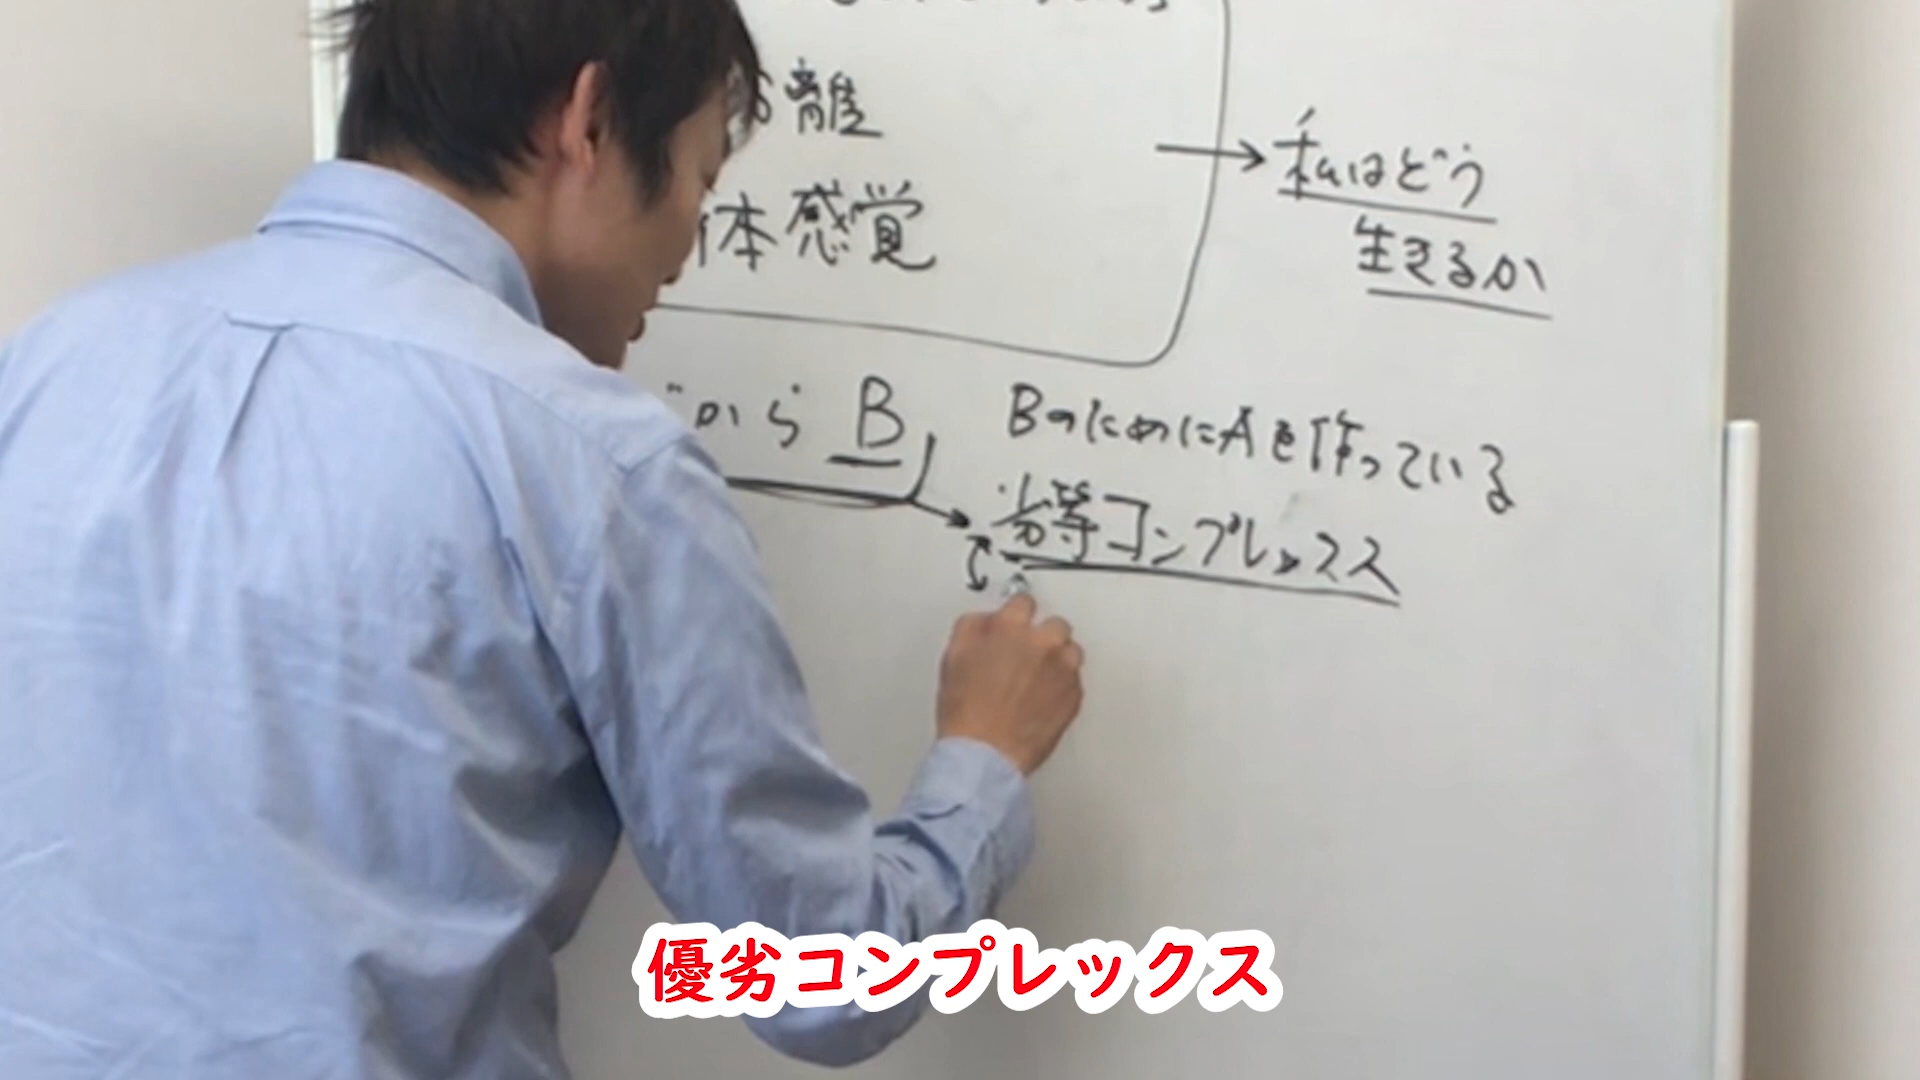 離
体感覚
私はどう
生きるか
から B
BのためにAを作っている
劣等コンプレックス
優劣コンプレックス